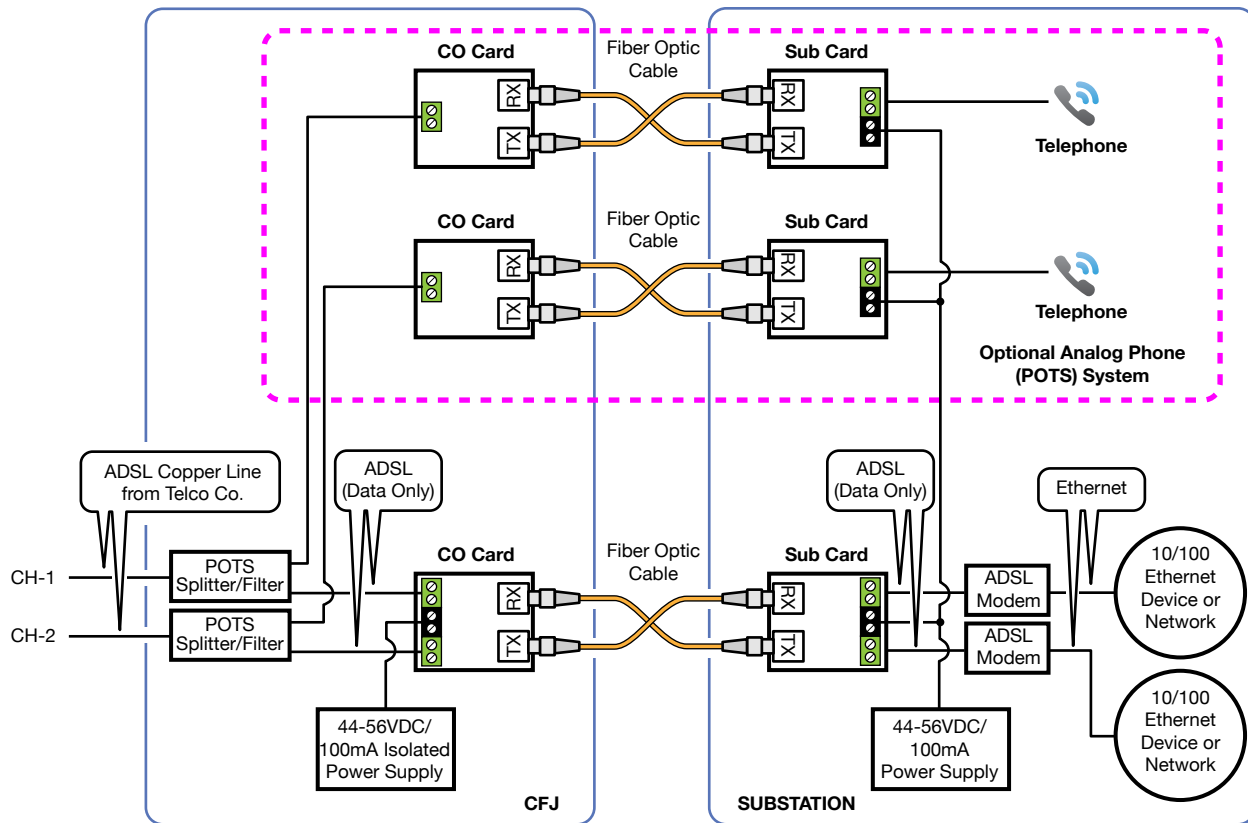 CO Card
Fiber Optic
Cable
Sub Card
RX
TX
RX
TX
Telephone
CO Card
Fiber Optic
Cable
Sub Card
RX
TX
RX
TX
Telephone
Optional Analog Phone
(POTS) System
ADSL Copper Line
from Telco Co.
ADSL
(Data Only)
ADSL
(Data Only)
Ethernet
CH-1
POTS
Splitter/Filter
CH-2
POTS
Splitter/Filter
CO Card
Fiber Optic
Cable
Sub Card
RX
TX
RX
TX
ADSL
Modem
ADSL
Modem
10/100
Ethernet
Device or
Network
10/100
Ethernet
Device or
Network
44-56VDC/
100mA Isolated
Power Supply
44-56VDC/
100mA
Power Supply
CFJ
SUBSTATION